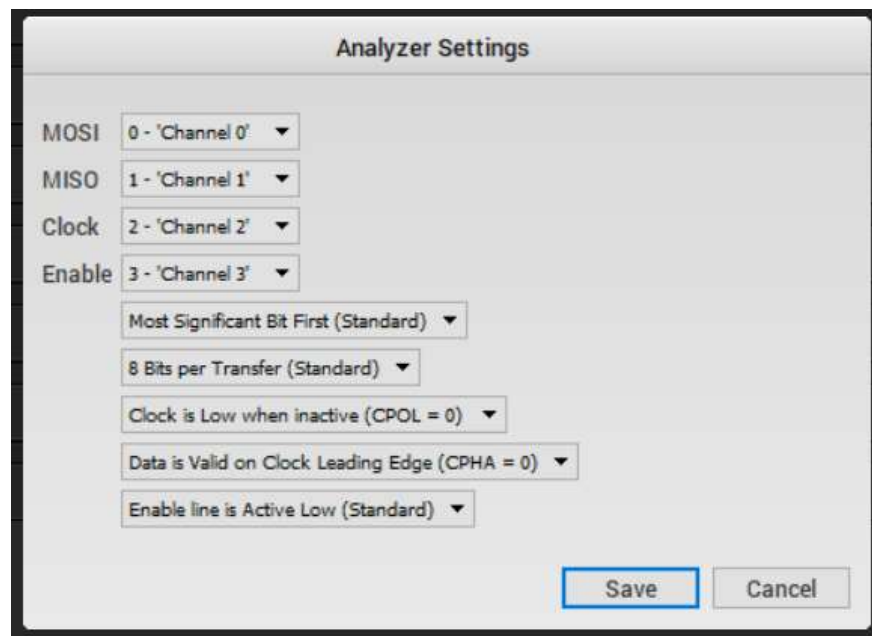 Analyzer Settings
MOSI 0 - 'Channel 0'
MISO 1 - 'Channel 1'
Clock 2 - 'Channel 2'
Enable 3 - 'Channel 3'
Most Significant Bit First (Standard)
8 Bits per Transfer (Standard)
Clock is Low when inactive (CPOL = 0)
Data is Valid on Clock Leading Edge (CPHA = 0)
Enable line is Active Low (Standard)
Save Cancel